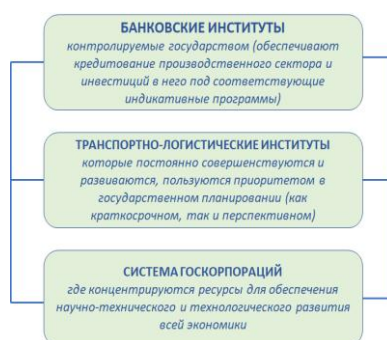 БАНКОВСКИЕ ИНСТИТУТЫ
контролируемые государством (обеспечивают
кредитование производственного сектора и
инвестиций в него под соответствующие
индикативные программы)
ТРАНСПОРТНО-ЛОГИСТИЧЕСКИЕ ИНСТИТУТЫ
которые постоянно совершенствуются и
развиваются, пользуются приоритетом в
государственном планировании (как
краткосрочном, так и перспективном)
СИСТЕМА ГОСКОРПОРАЦИЙ
где концентрируются ресурсы для обеспечения
научно-технического и технологического развития
всей экономики